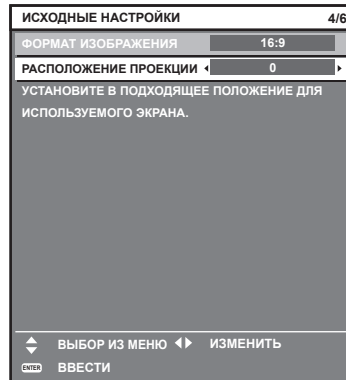 ИСХОДНЫЕ НАСТРОЙКИ 4/6
ФОРМАТ ИЗОБРАЖЕНИЯ 16:9
РАСПОЛОЖЕНИЕ ПРОЕКЦИИ 0
УСТАНОВИТЕ В ПОДХОДЯЩЕЕ ПОЛОЖЕНИЕ ДЛЯ
ИСПОЛЬЗУЕМОГО ЭКРАНА.
ВЫБОР ИЗ МЕНЮ ИЗМЕНИТЬ
ENTER ВВЕСТИ